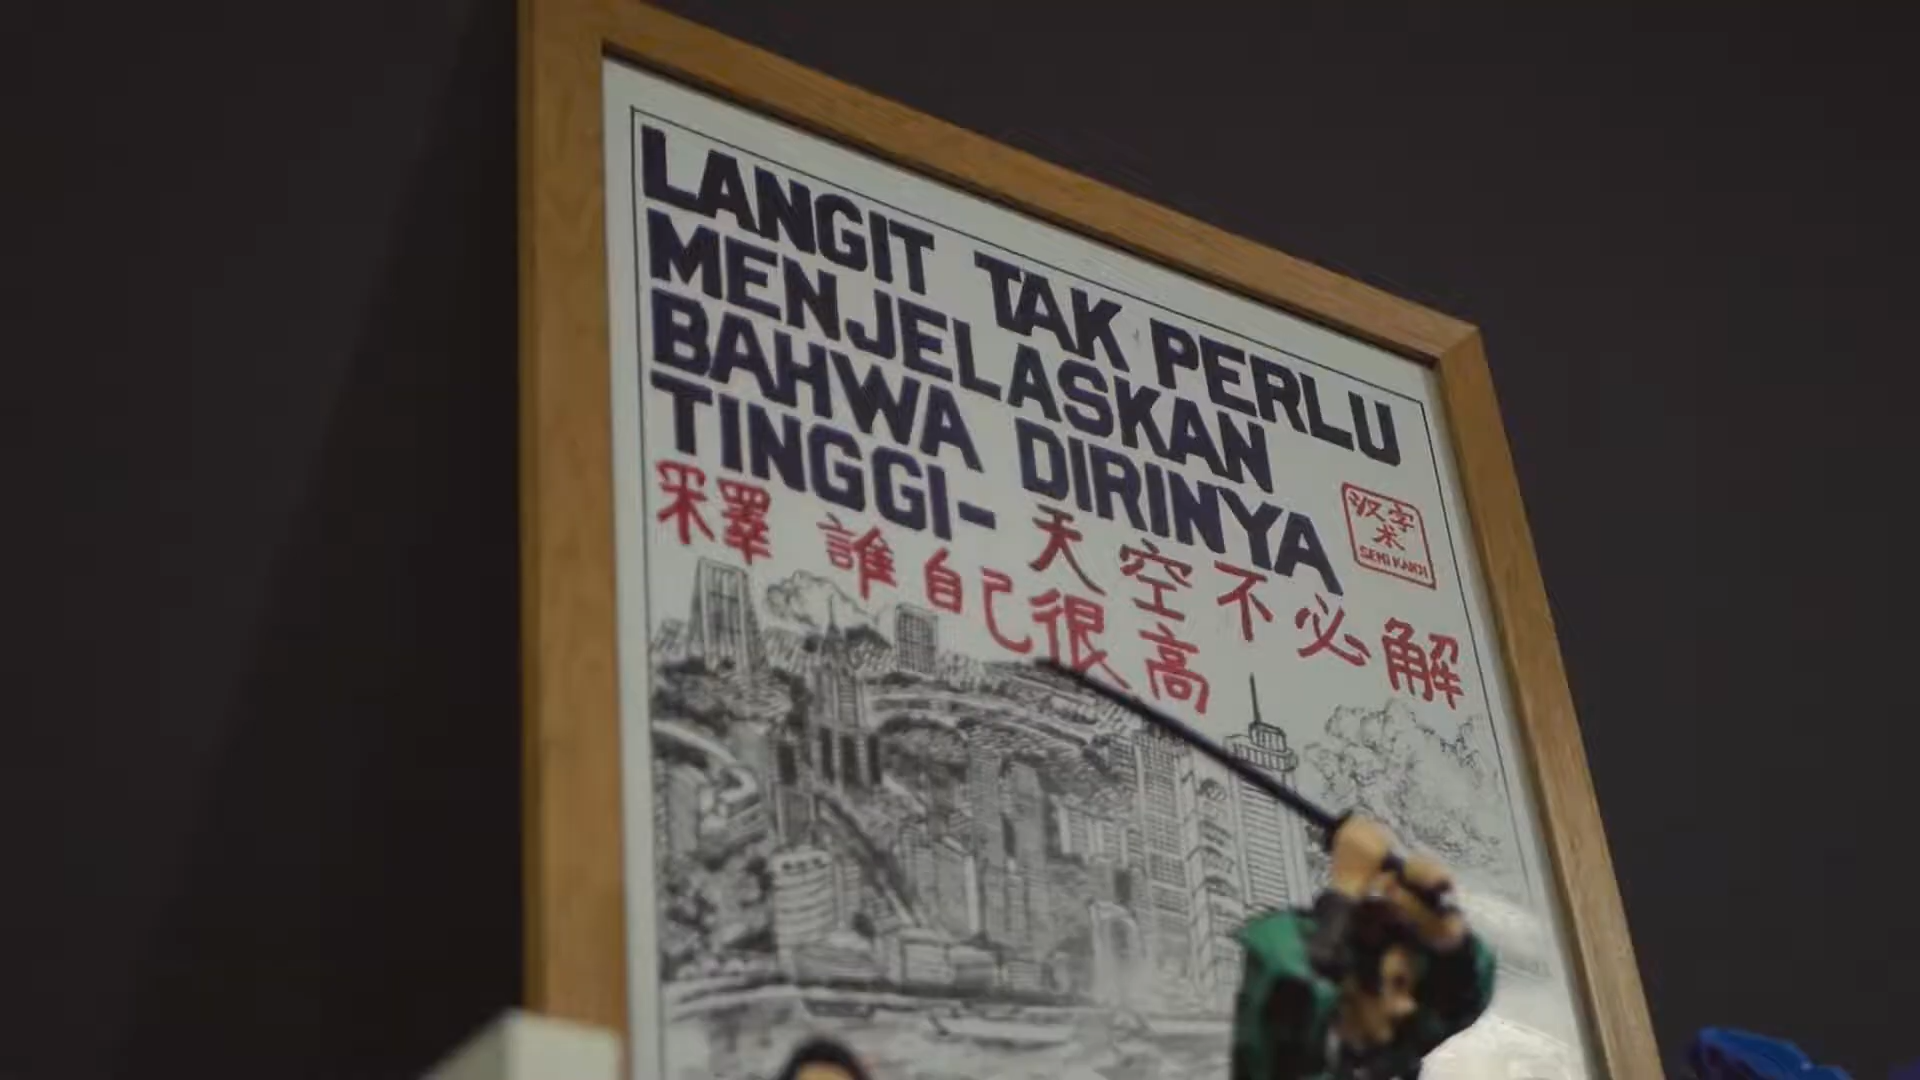 LANGIT TAK PERLU
MENJELASKAN
BAHWA DIRINYA
TINGGI- 天空不必解
釋誰自己很高
汉字
米
SENI KANJI